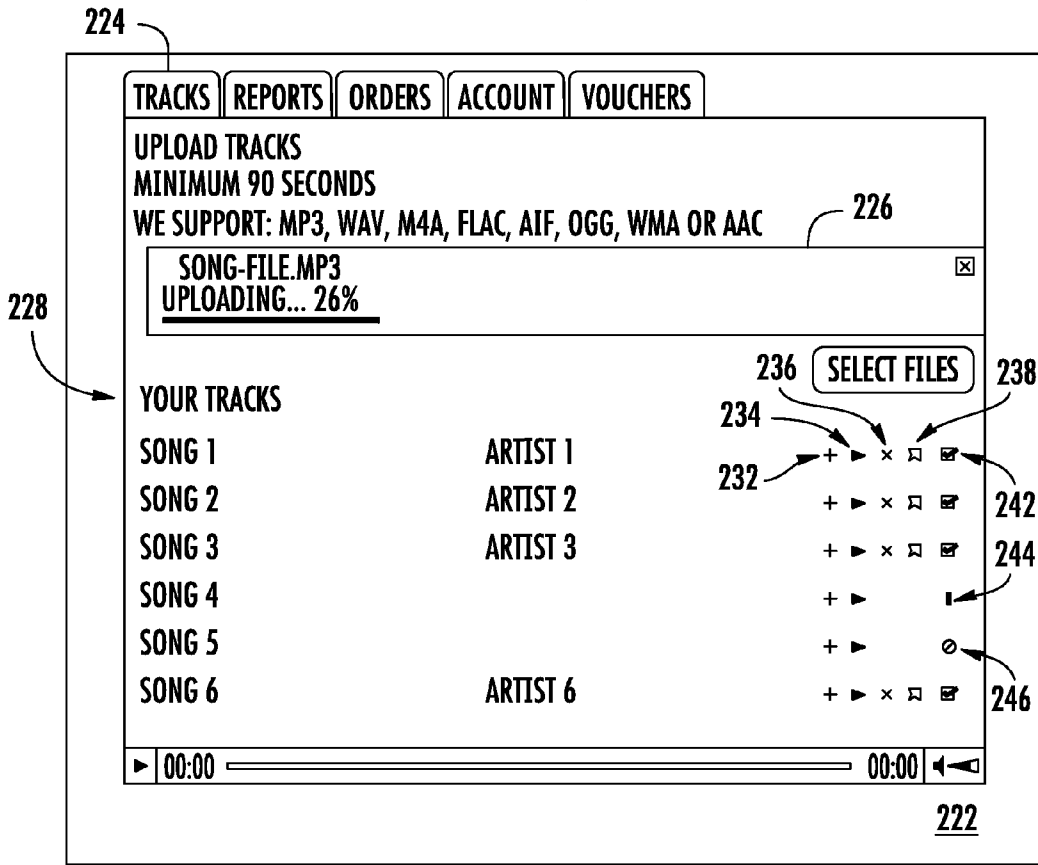 224
TRACKS REPORTS ORDERS ACCOUNT VOUCHERS
UPLOAD TRACKS
MINIMUM 90 SECONDS
WE SUPPORT: MP3, WAV, M4A, FLAC, AIF, OGG, WMA OR AAC
226
SONG-FILE.MP3
UPLOADING... 26%
228
SELECT FILES
236
238
234
YOUR TRACKS
232
SONG 1 ARTIST 1
242
SONG 2 ARTIST 2
SONG 3 ARTIST 3
244
SONG 4
SONG 5
246
SONG 6 ARTIST 6
00:00 00:00
222